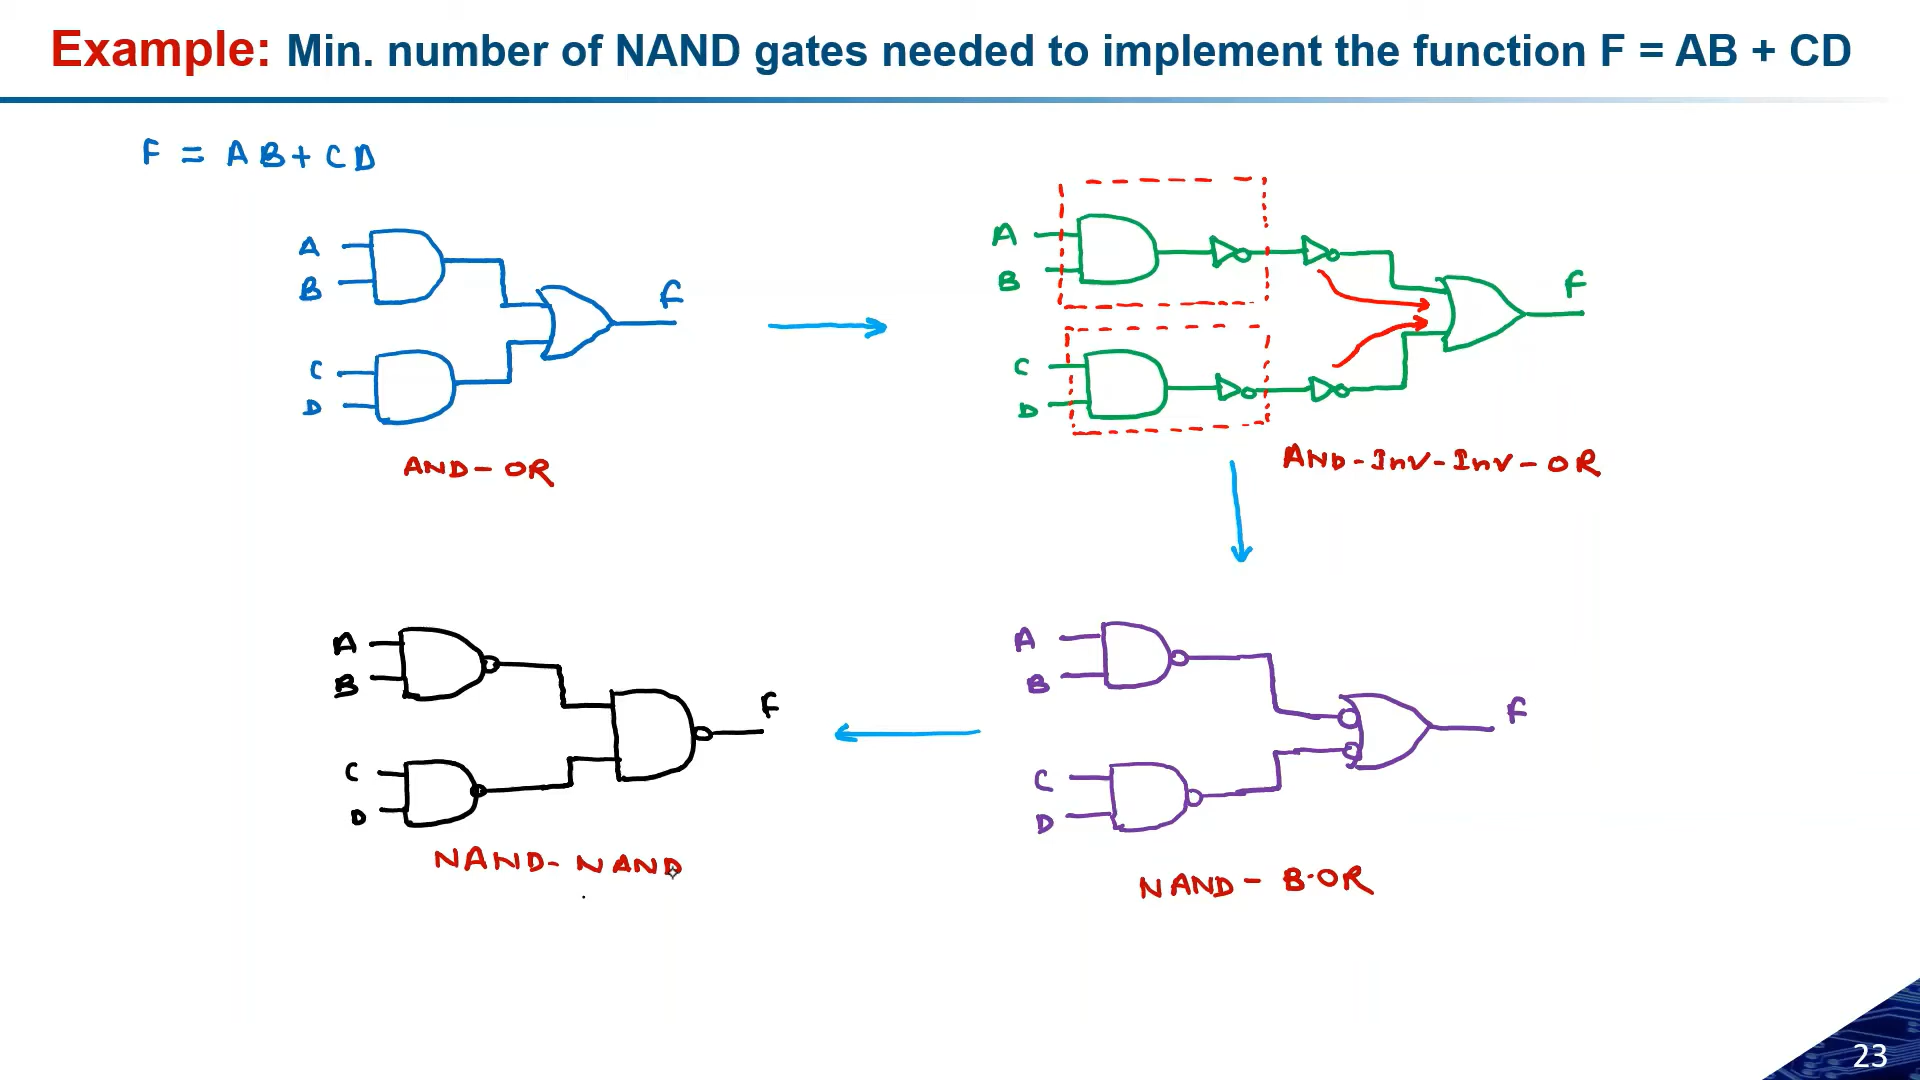 Example: Min. number of NAND gates needed to implement the function F = AB + CD
F = AB + CD
A
B
F
C
D
AND-OR
A
B
F
C
D
AND-INV-INV-OR
A
B
F
C
D
NAND-NAND
A
B
F
C
D
NAND-B.OR
23